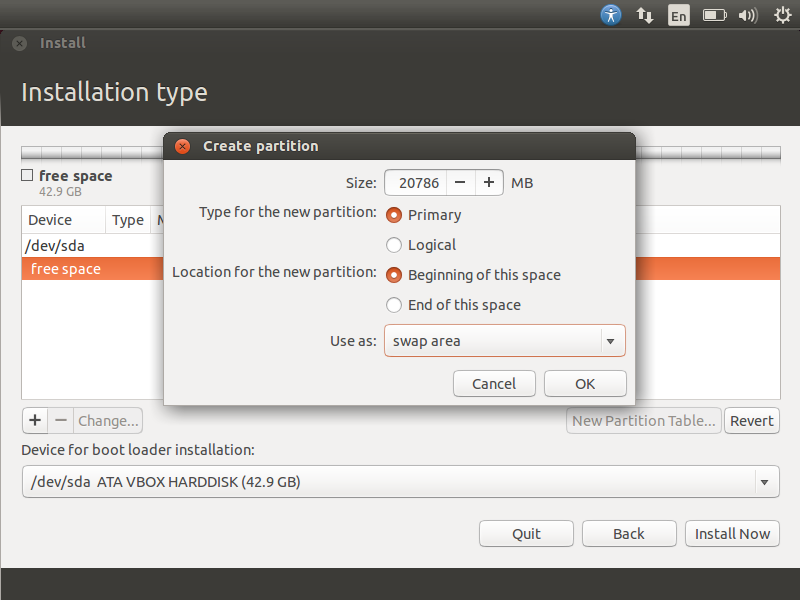 En
Install
Installation type
Create partition
Size: 20786 − + MB
Type for the new partition: Primary
Logical
Location for the new partition: Beginning of this space
End of this space
Use as: swap area
Cancel OK
free space
42.9 GB
Device Type
/dev/sda
free space
+ − Change... New Partition Table... Revert
Device for boot loader installation:
/dev/sda ATA VBOX HARDDISK (42.9 GB)
Quit Back Install Now